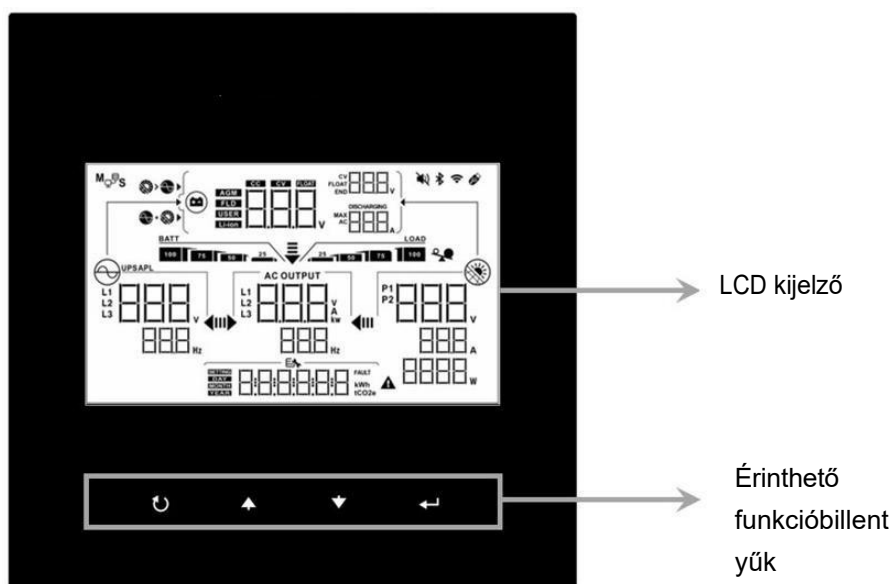 M S
CC CV FLOAT
AGM
FLD
USER
Li-ion
V
CV
FLOAT
END
V
DISCHARGING
MAX
AC
A
BATT
LOAD
100 75 50 25
25 50 75 100
UPSAPL
AC OUTPUT
L1
L2
L3
V
Hz
L1
L2
L3
V
A
kw
Hz
P1
P2
V
A
W
SETTING
DAY
MONTH
YEAR
FAULT
kWh
tCO2e
LCD kijelző
Érinthető
funkcióbillent
yűk